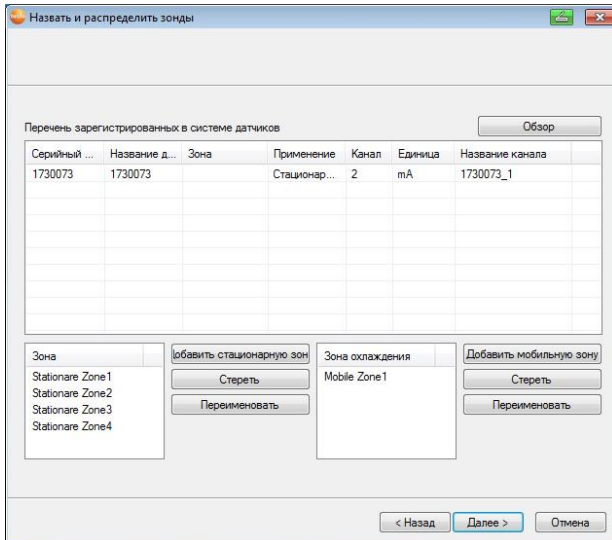 Назвать и распределить зонды
Перечень зарегистрированных в системе датчиков
Обзор
Серийный ... Название д... Зона Применение Канал Единица Название канала
1730073 1730073 Стационар... 2 mA 1730073_1
Зона
Stationare Zone1
Stationare Zone2
Stationare Zone3
Stationare Zone4
обавить стационарную зон
Стереть
Переименовать
Зона охлаждения
Mobile Zone1
Добавить мобильную зону
Стереть
Переименовать
< Назад Далее > Отмена